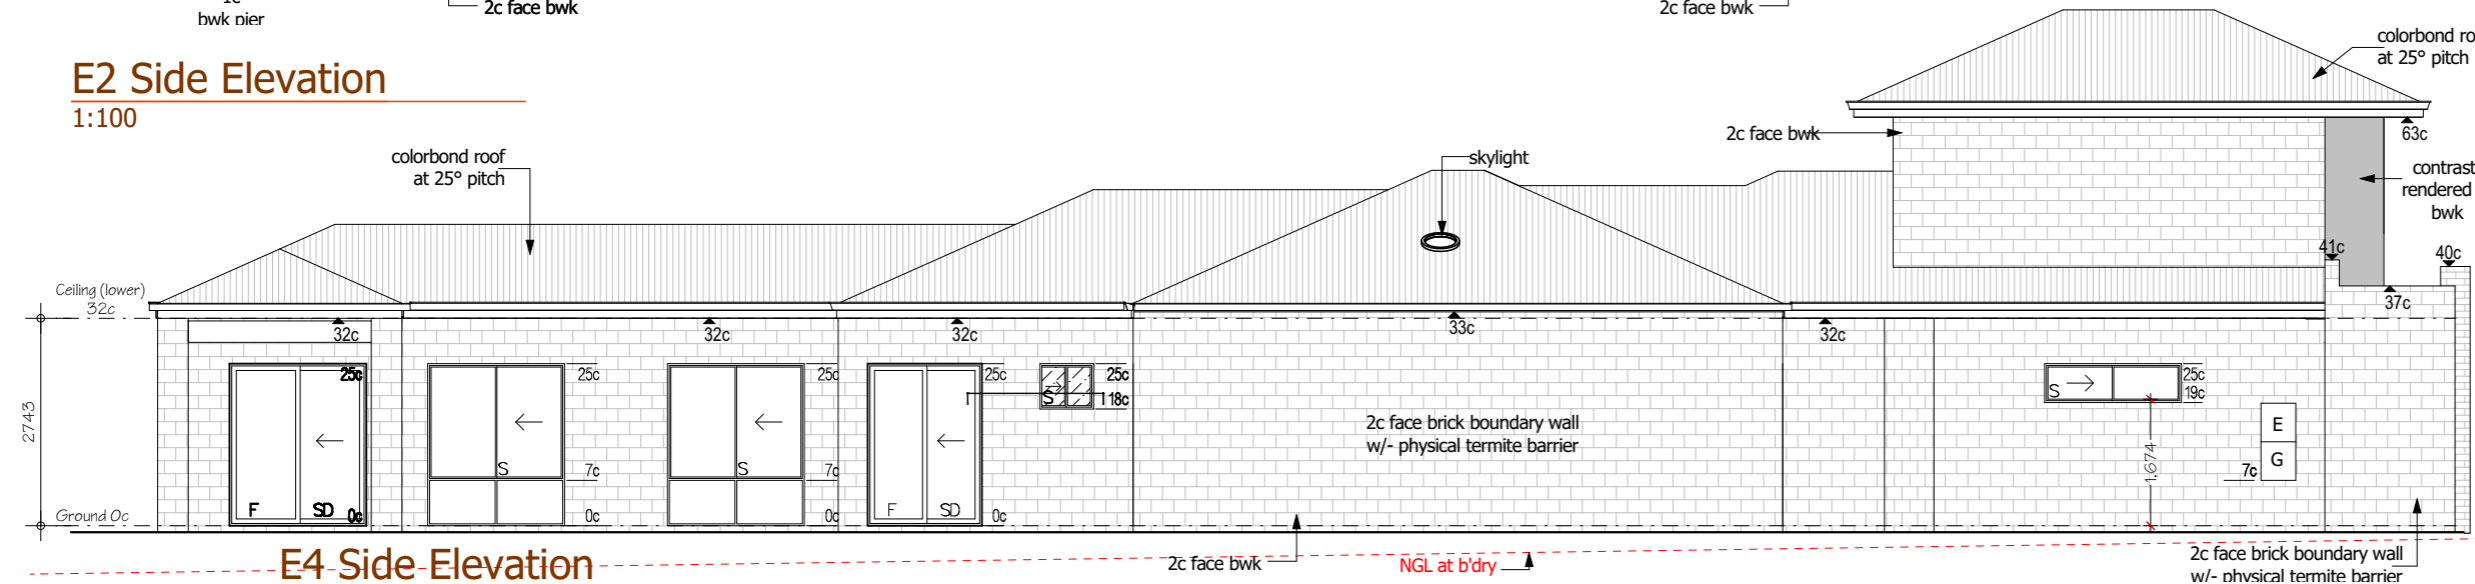 1c
bwk pier
2c face bwk
2c face bwk
E2 Side Elevation
1:100
colorbond ro
at 25° pitch
2c face bwk
63c
colorbond roof
at 25° pitch
skylight
contrast
rendered
bwk
41c
40c
37c
Ceiling (lower)
32c
32c
32c
32c
33c
32c
25c
25c
25c
25c
25c
18c
25c
19c
S
S
S
S
7c
7c
7c
2743
2c face brick boundary wall
w/- physical termite barrier
1,674
E
G
F SD 0c
0c
0c
F SD 0c
Ground 0c
E4 Side Elevation
2c face bwk
NGL at b'dry
2c face brick boundary wall
w/- physical termite barrier